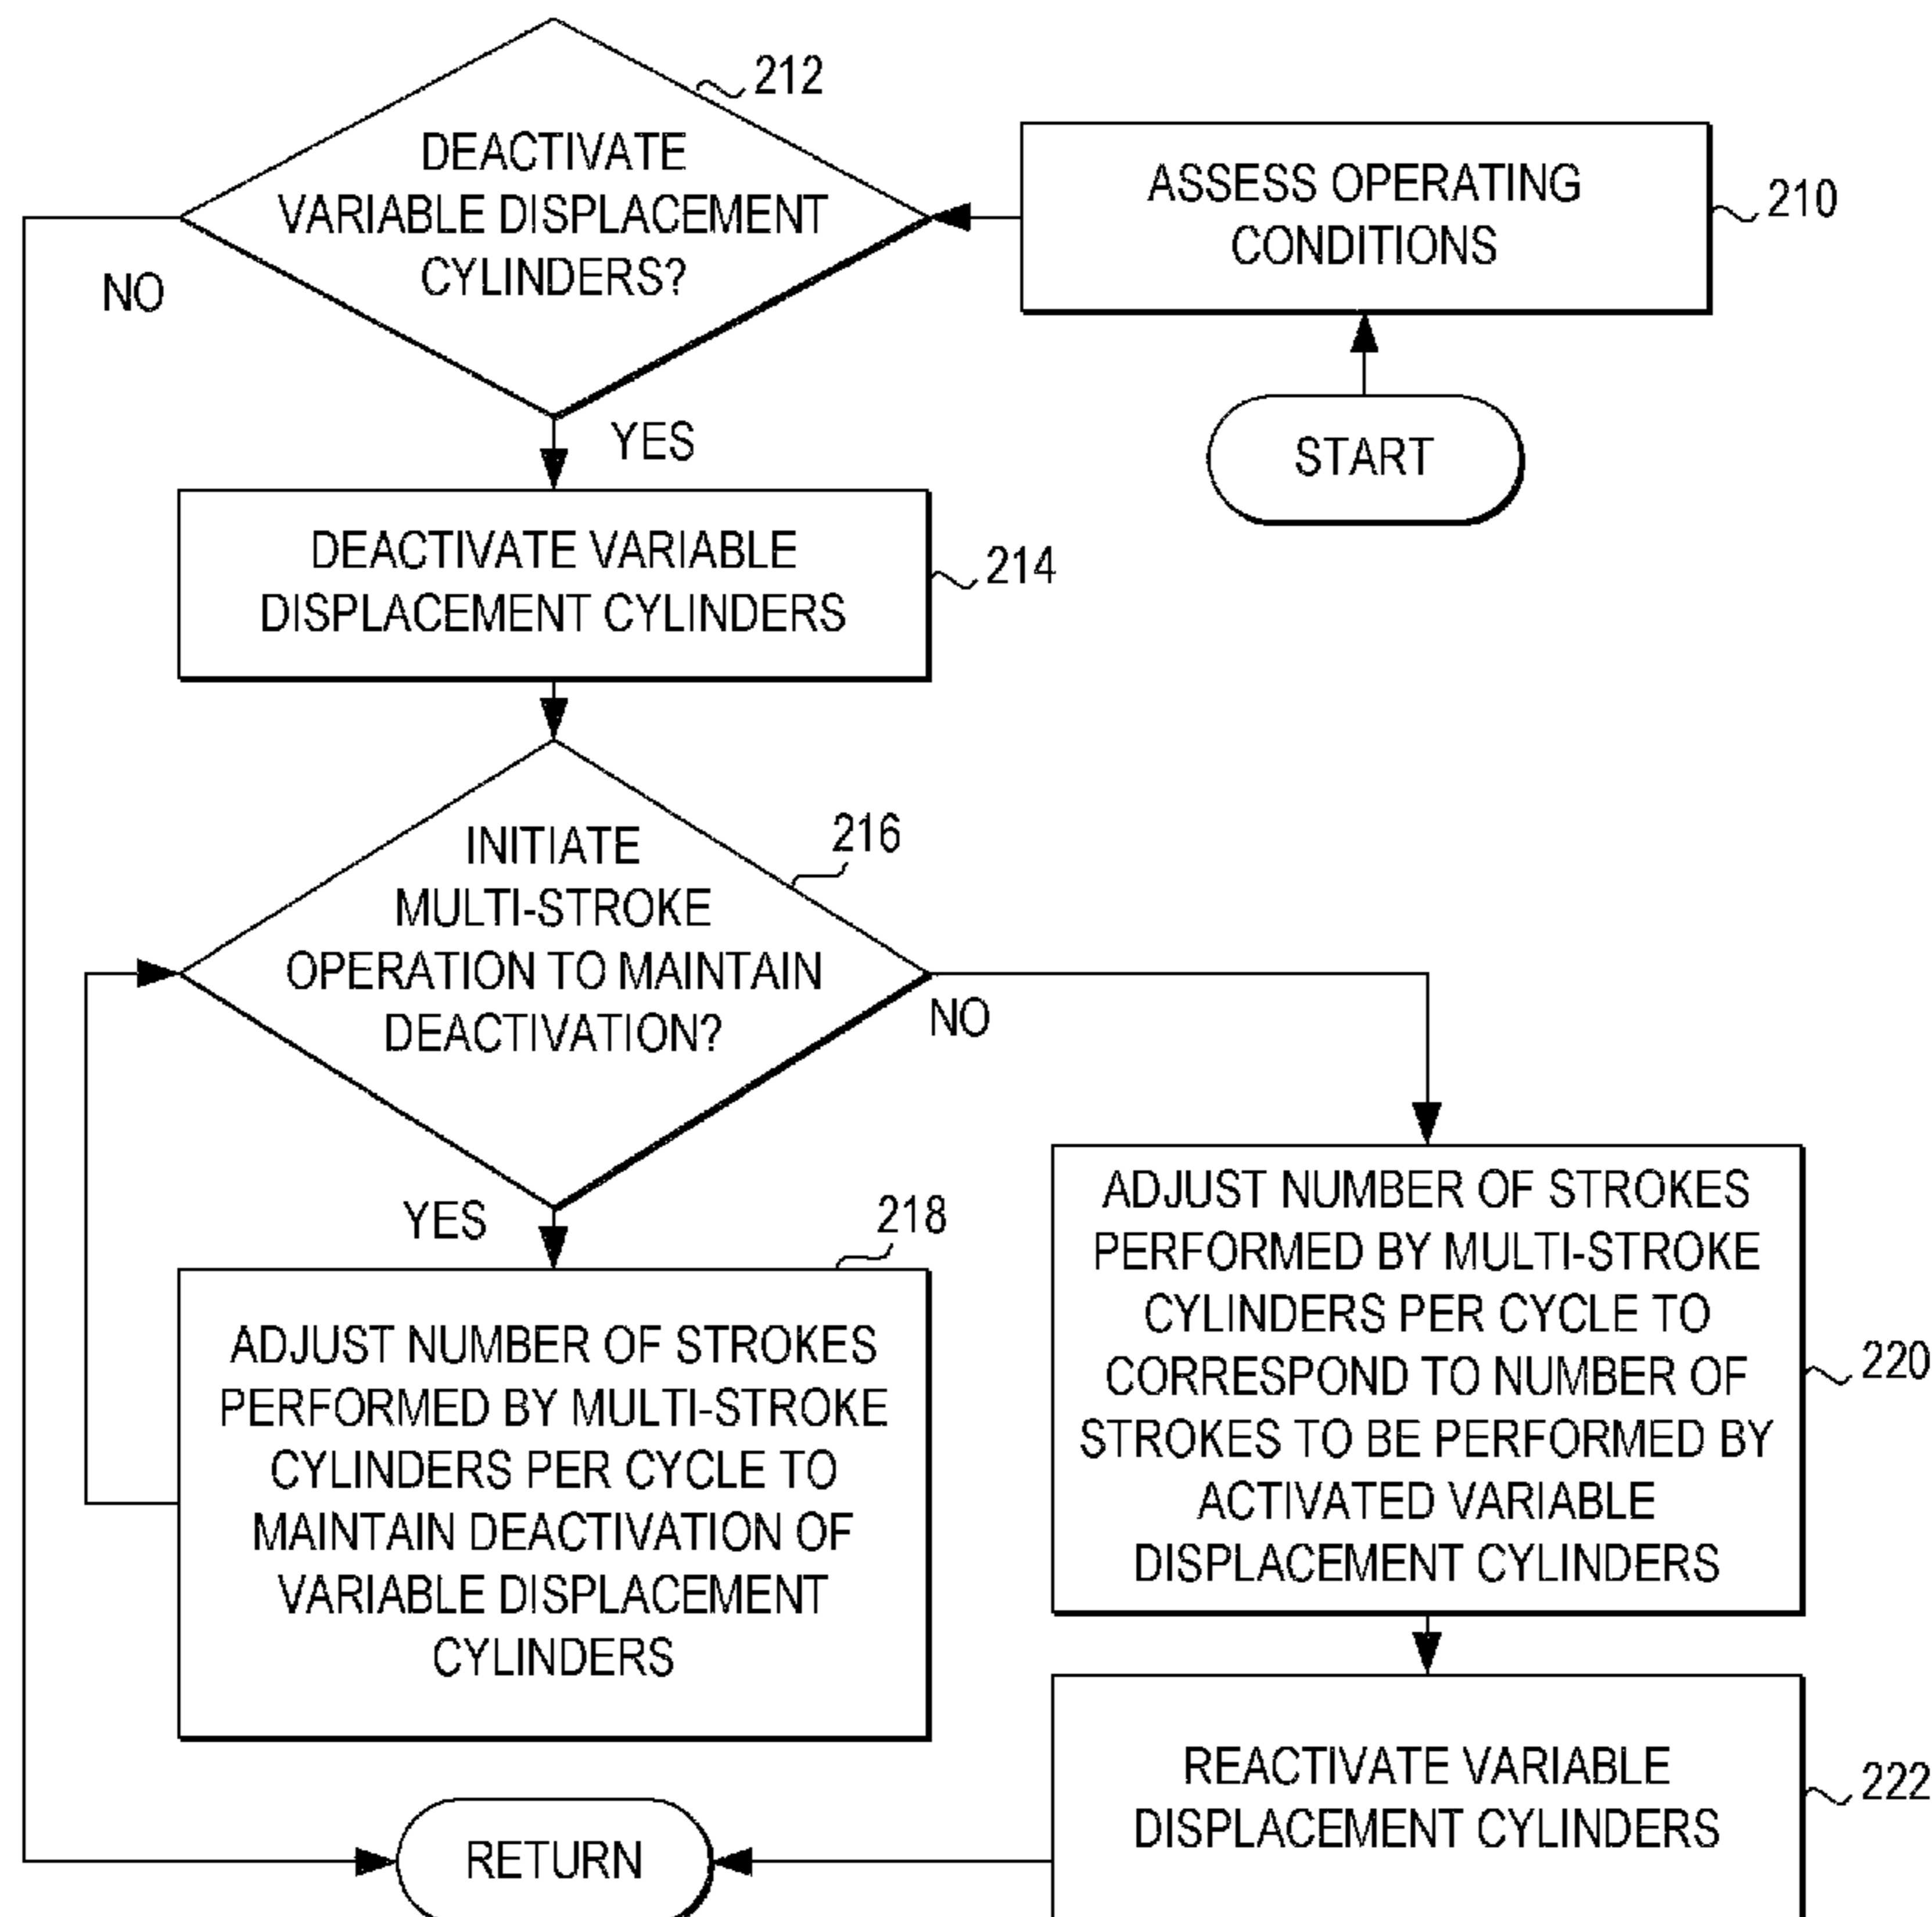 START
ASSESS OPERATING
CONDITIONS
210
212
DEACTIVATE
VARIABLE DISPLACEMENT
CYLINDERS?
NO
YES
DEACTIVATE VARIABLE
DISPLACEMENT CYLINDERS
214
INITIATE
MULTI-STROKE
OPERATION TO MAINTAIN
DEACTIVATION?
216
NO
YES
218
ADJUST NUMBER OF STROKES
PERFORMED BY MULTI-STROKE
CYLINDERS PER CYCLE TO
MAINTAIN DEACTIVATION OF
VARIABLE DISPLACEMENT
CYLINDERS
ADJUST NUMBER OF STROKES
PERFORMED BY MULTI-STROKE
CYLINDERS PER CYCLE TO
CORRESPOND TO NUMBER OF
STROKES TO BE PERFORMED BY
ACTIVATED VARIABLE
DISPLACEMENT CYLINDERS
220
REACTIVATE VARIABLE
DISPLACEMENT CYLINDERS
222
RETURN